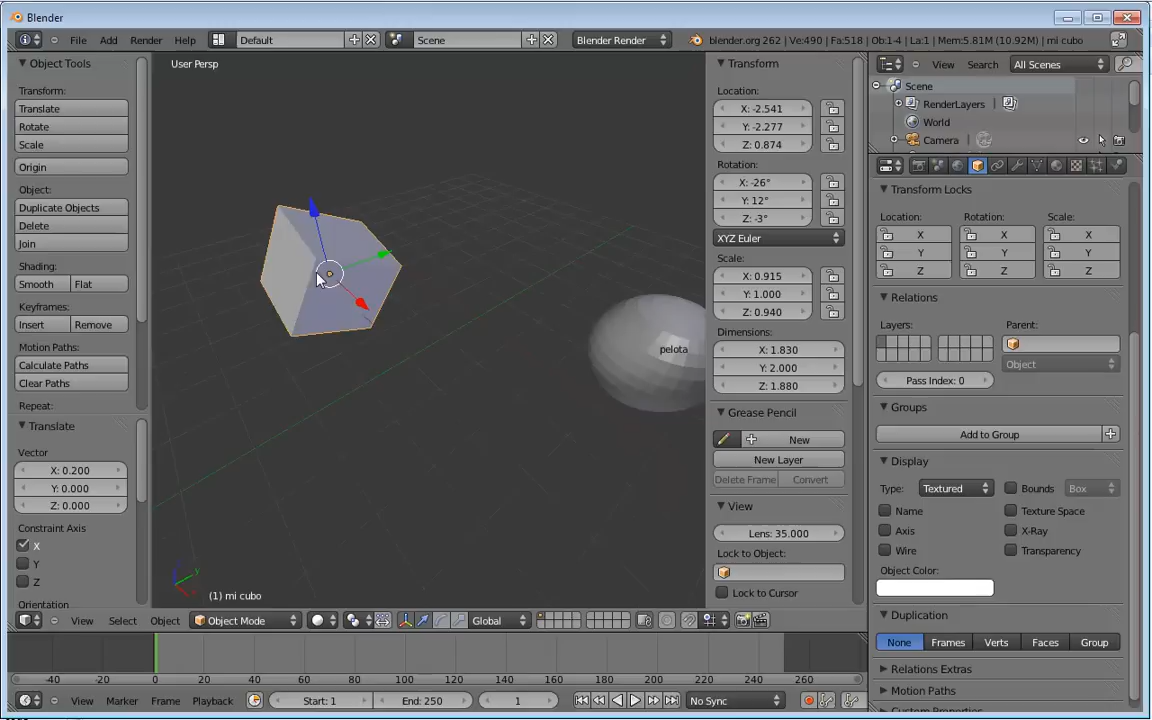 Blender
File Add Render Help Default Scene Blender Render blender.org 262 | Ve:490 | Fa:518 | Ob:1-4 | La:1 | Mem:5.81M (10.92M) | mi cubo
Object Tools
Transform:
Translate
Rotate
Scale
Origin
Object:
Duplicate Objects
Delete
Join
Shading:
Smooth Flat
Keyframes:
Insert Remove
Motion Paths:
Calculate Paths
Clear Paths
Repeat:
Translate
Vector
X: 0.200
Y: 0.000
Z: 0.000
Constraint Axis
X
Y
Z
Orientation
User Persp
pelota
(1) mi cubo
Transform
Location:
X: -2.541
Y: -2.277
Z: 0.874
Rotation:
X: -26°
Y: 12°
Z: -3°
XYZ Euler
Scale:
X: 0.915
Y: 1.000
Z: 0.940
Dimensions:
X: 1.830
Y: 2.000
Z: 1.880
Grease Pencil
New
New Layer
Delete Frame Convert
View
Lens: 35.000
Lock to Object:
Lock to Cursor
View Search All Scenes
Scene
RenderLayers
World
Camera
Transform Locks
Location: Rotation: Scale:
X X X
Y Y Y
Z Z Z
Relations
Layers: Parent:
Object
Pass Index: 0
Groups
Add to Group
Display
Type: Textured Bounds Box
Name Texture Space
Axis X-Ray
Wire Transparency
Object Color:
Duplication
None Frames Verts Faces Group
Relations Extras
Motion Paths
Custom Properties
View Select Object Object Mode Global
-40 -20 0 20 40 60 80 100 120 140 160 180 200 220 240 260
View Marker Frame Playback Start: 1 End: 250 1 No Sync